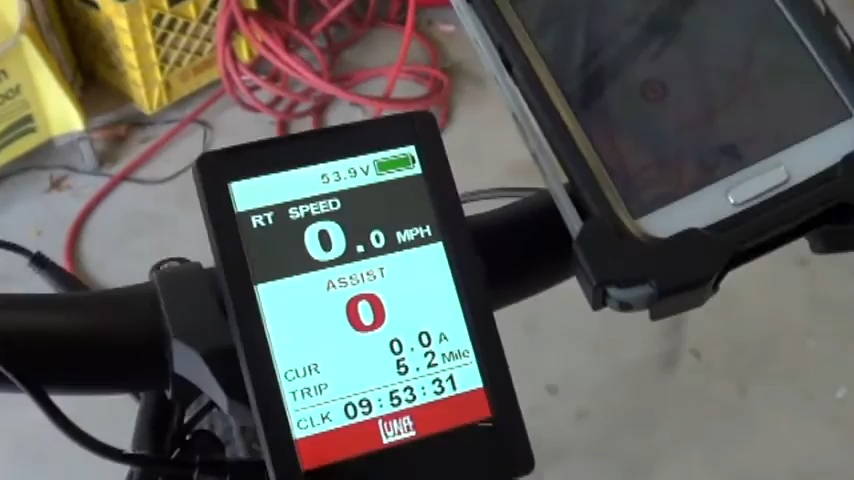 53.9V
RT SPEED
0.0 MPH
ASSIST
0
CUR 0.0 A
TRIP 5.2 Mile
CLK 09:53:31
LUNA